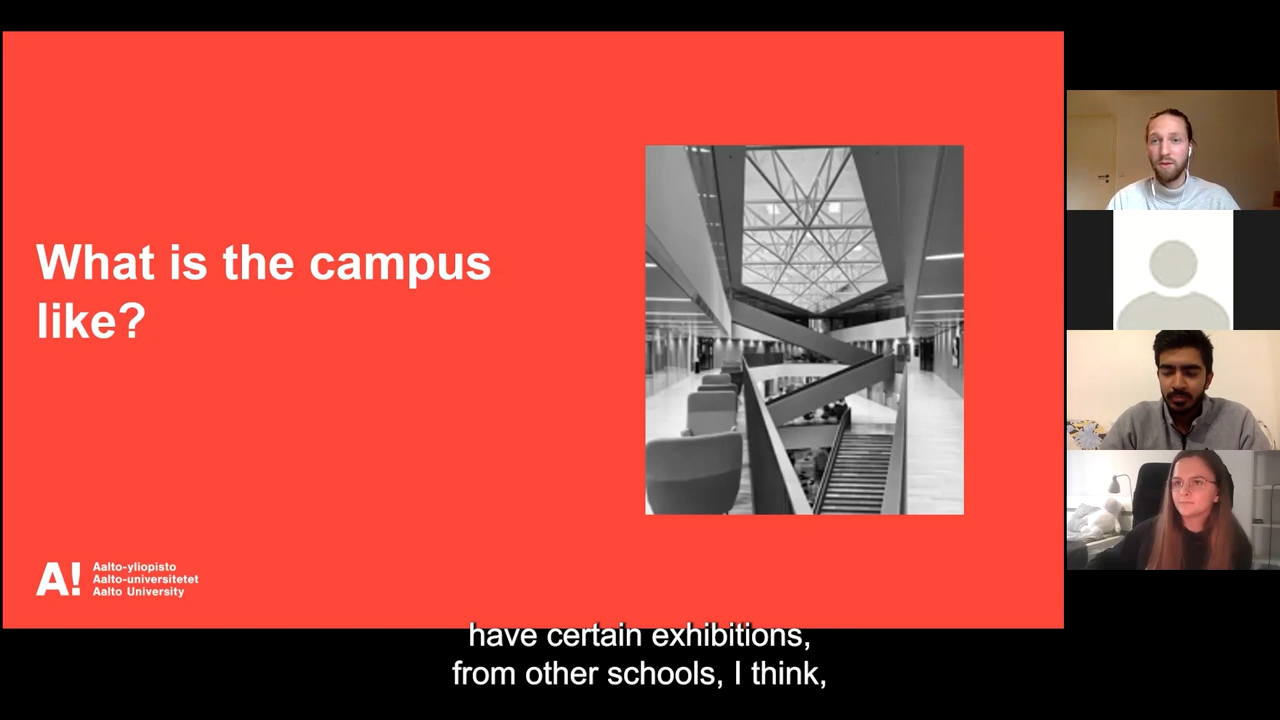 What is the campus
like?
A!
Aalto-yliopisto
Aalto-universitetet
Aalto University
have certain exhibitions,
from other schools, I think,